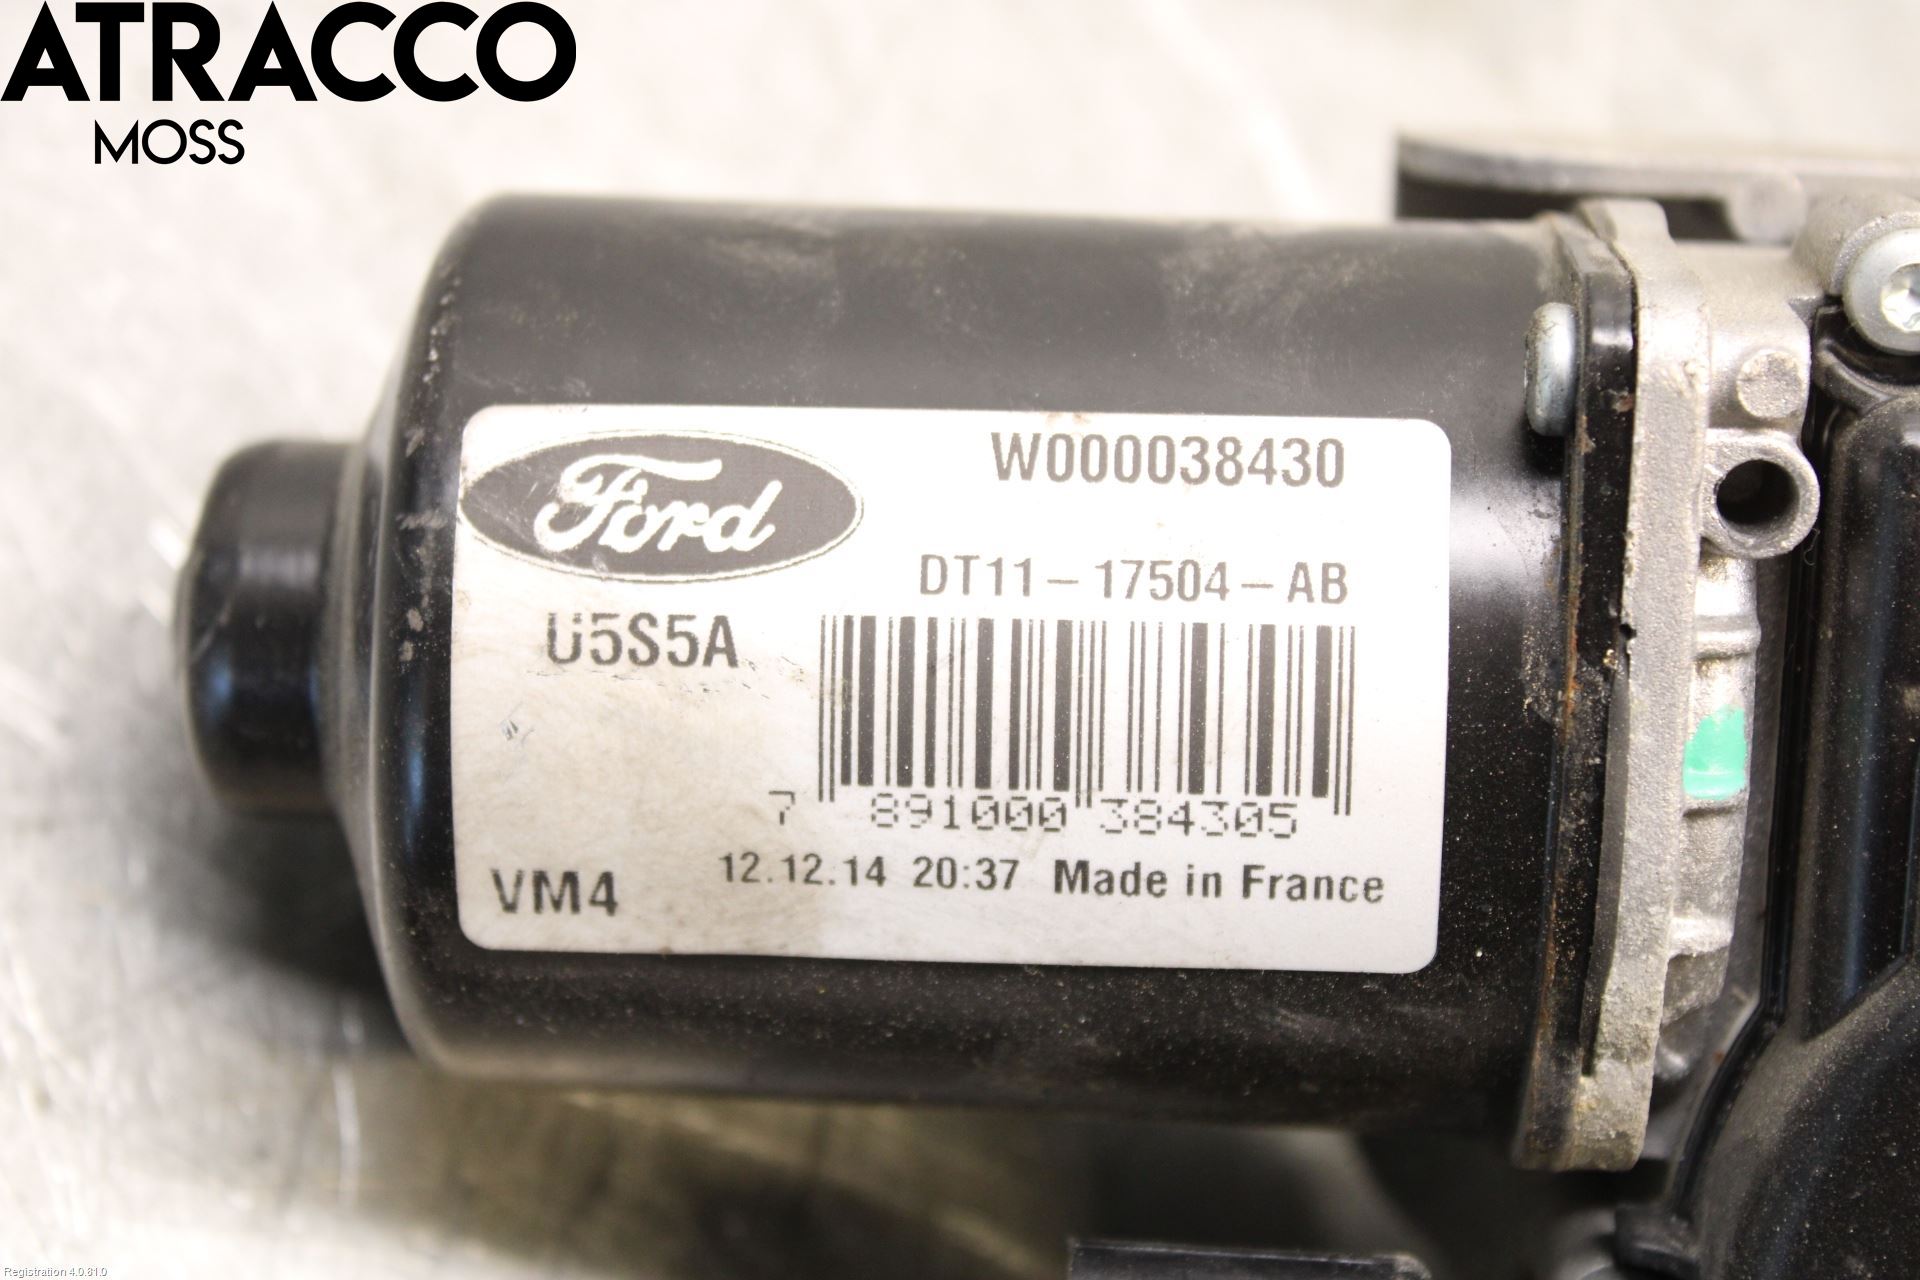 ATRACCO
MOSS
Ford
W000038430
DT11-17504-AB
U5S5A
7 891000 384305
VM4
12.12.14 20:37 Made in France
Registration 4.0.81.0